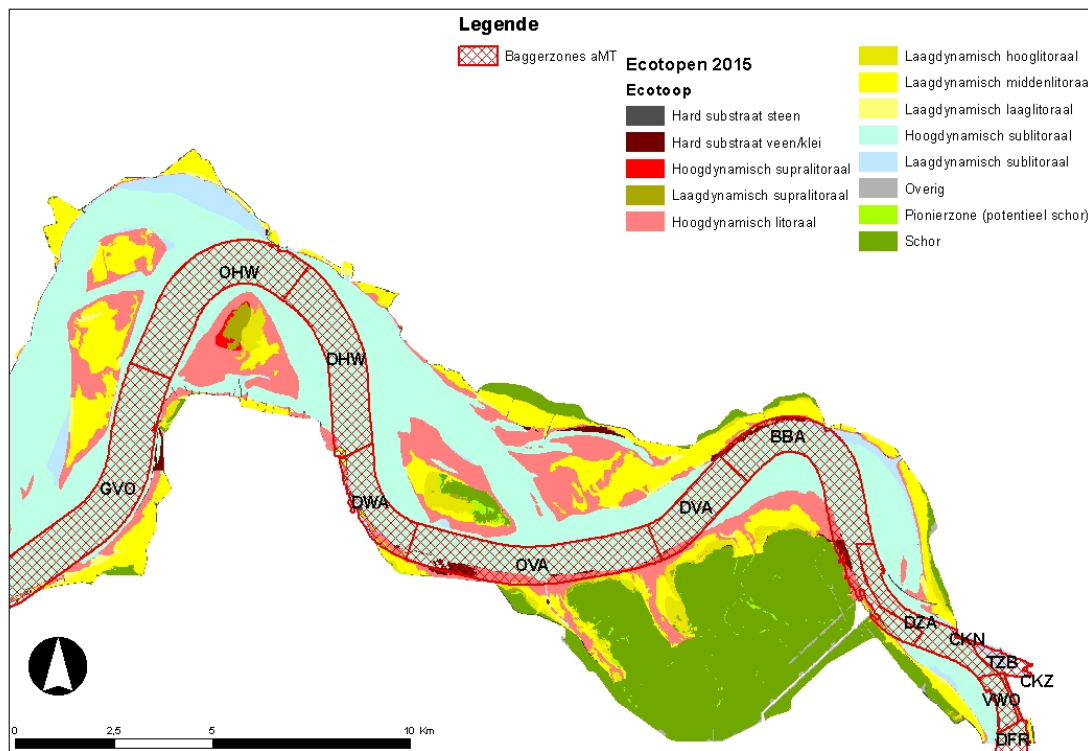 Legende
Baggerzones aMT
Ecotopen 2015
Ecotoop
Hard substraat steen
Hard substraat veen/klei
Hoogdynamisch supralitoraal
Laagdynamisch supralitoraal
Hoogdynamisch litoraal
Laagdynamisch hooglitoraal
Laagdynamisch middenlitoraa
Laagdynamisch laaglitoraal
Hoogdynamisch sublitoraal
Laagdynamisch sublitoraal
Overig
Pionierzone (potentieel schor)
Schor
OHW
DHW
GVO
DWA
OVA
DVA
BBA
DZA
CKN
TZB
CKZ
VWO
DFR
0 2,5 5 10 Km